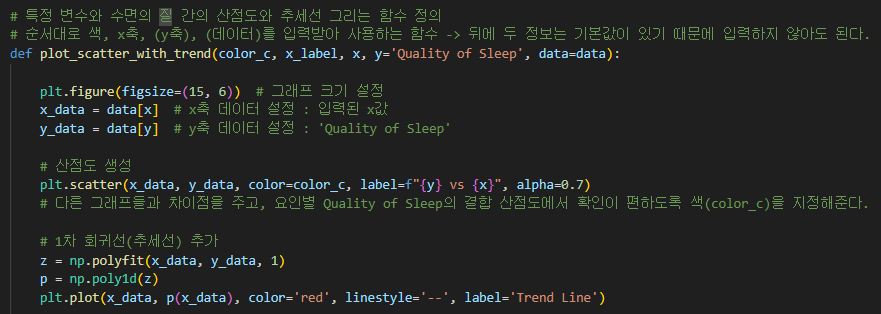 # 특정 변수와 수면의 질 간의 산점도와 추세선 그리는 함수 정의
# 순서대로 색, x축, (y축), (데이터)를 입력받아 사용하는 함수 -> 뒤에 두 정보는 기본값이 있기 때문에 입력하지 않아도 된다.
def plot_scatter_with_trend(color_c, x_label, x, y='Quality of Sleep', data=data):
plt.figure(figsize=(15, 6))  # 그래프 크기 설정
x_data = data[x]  # x축 데이터 설정 : 입력된 x값
y_data = data[y]  # y축 데이터 설정 : 'Quality of Sleep'
# 산점도 생성
plt.scatter(x_data, y_data, color=color_c, label=f"{y} vs {x}", alpha=0.7)
# 다른 그래프들과 차이점을 주고, 요인별 Quality of Sleep의 결합 산점도에서 확인이 편하도록 색(color_c)을 지정해준다.
# 1차 회귀선(추세선) 추가
z = np.polyfit(x_data, y_data, 1)
p = np.poly1d(z)
plt.plot(x_data, p(x_data), color='red', linestyle='--', label='Trend Line')